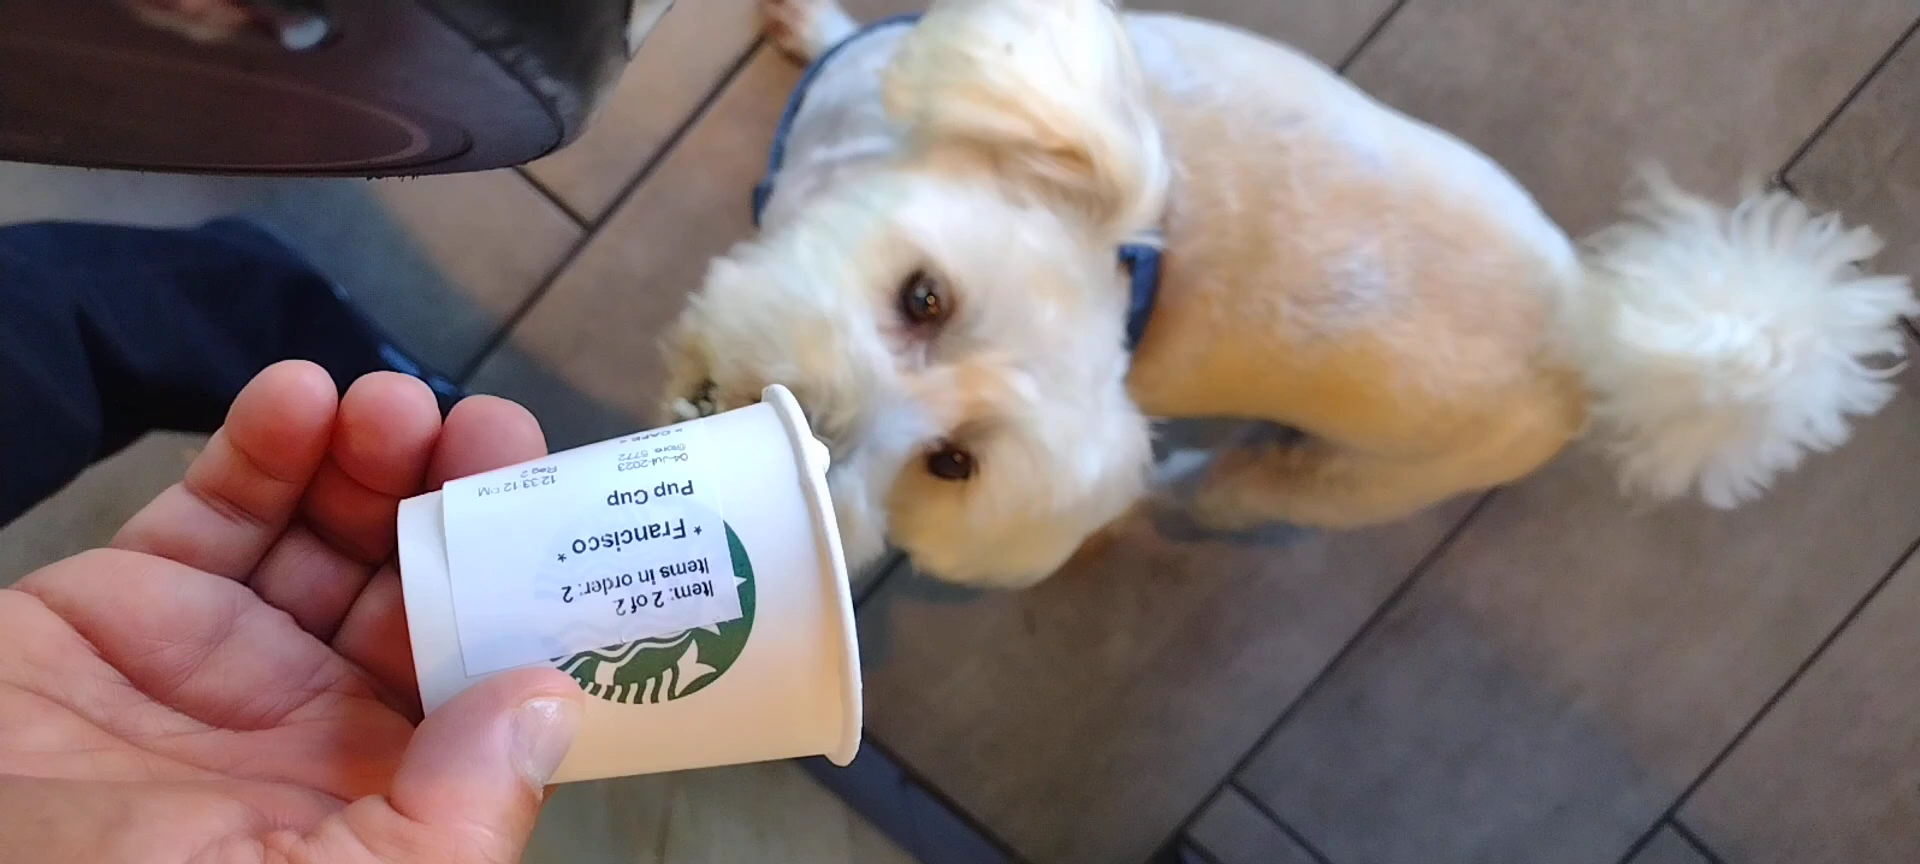 Item: 2 of 2
Items in order: 2
* Francisco *
Pup Cup
04-Jul-2023 12:33:12 PM
Store 6772 Reg 2
> CAFE <